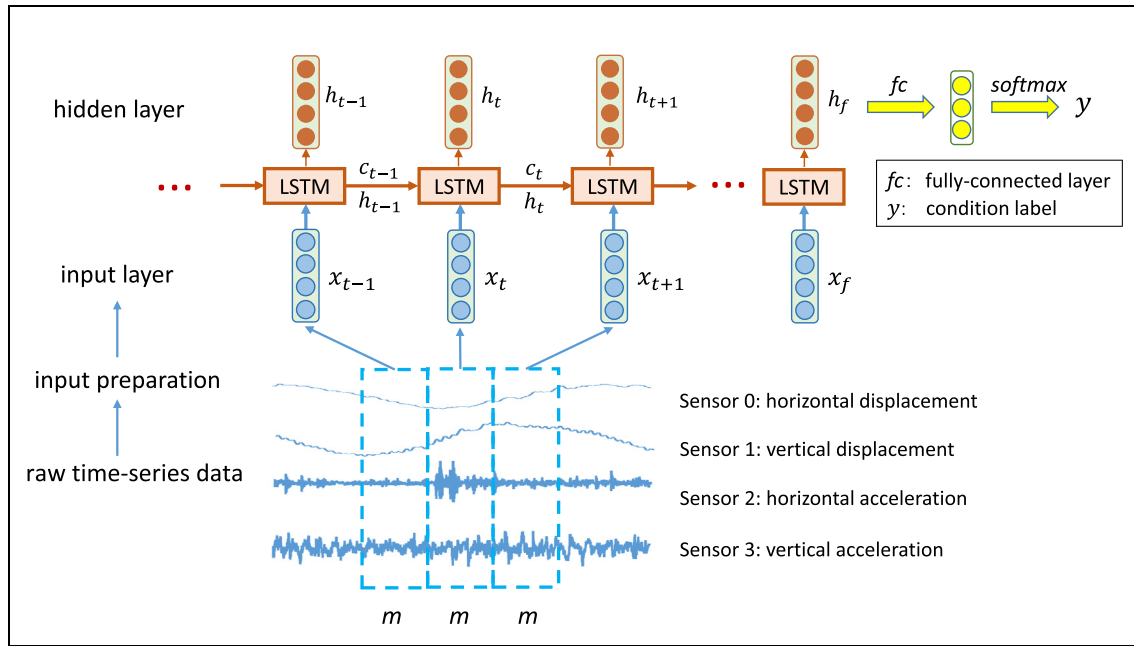 hidden layer
h_{t−1}
h_t
h_{t+1}
h_f
fc
softmax
y
... LSTM
c_{t−1}
h_{t−1}
LSTM
c_t
h_t
LSTM
... LSTM
fc: fully-connected layer
y: condition label
input layer
x_{t−1}
x_t
x_{t+1}
x_f
input preparation
raw time-series data
Sensor 0: horizontal displacement
Sensor 1: vertical displacement
Sensor 2: horizontal acceleration
Sensor 3: vertical acceleration
m m m